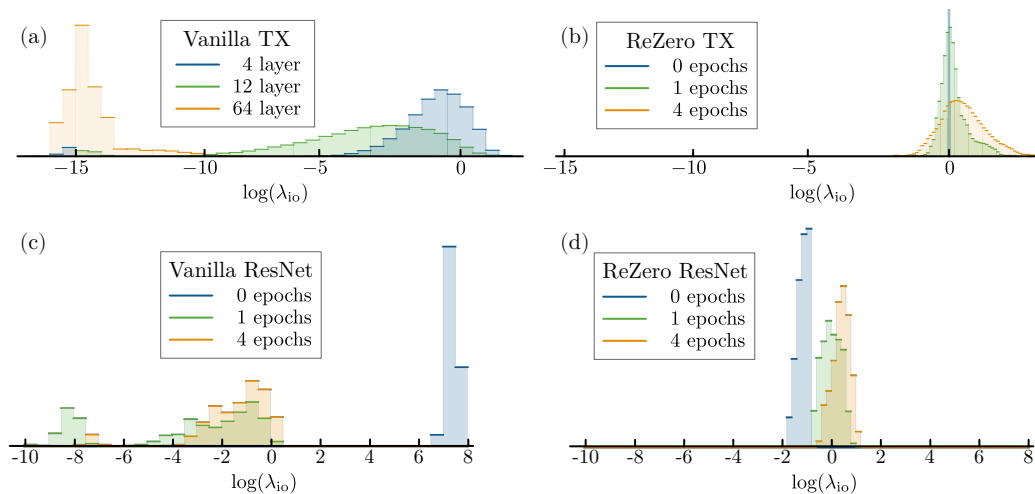 (a)
Vanilla TX
4 layer
12 layer
64 layer
−15
−10
−5
0
log(λio)
(b)
ReZero TX
0 epochs
1 epochs
4 epochs
−15
−10
−5
0
log(λio)
(c)
Vanilla ResNet
0 epochs
1 epochs
4 epochs
-10
-8
-6
-4
-2
0
2
4
6
8
log(λio)
(d)
ReZero ResNet
0 epochs
1 epochs
4 epochs
-10
-8
-6
-4
-2
0
2
4
6
8
log(λio)